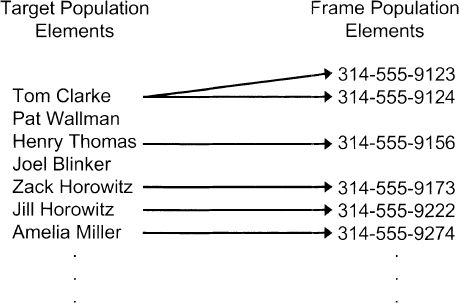 Target Population
Elements
Frame Population
Elements
314-555-9123
Tom Clarke 314-555-9124
Pat Wallman
Henry Thomas 314-555-9156
Joel Blinker
Zack Horowitz 314-555-9173
Jill Horowitz 314-555-9222
Amelia Miller 314-555-9274
. .
. .
. .